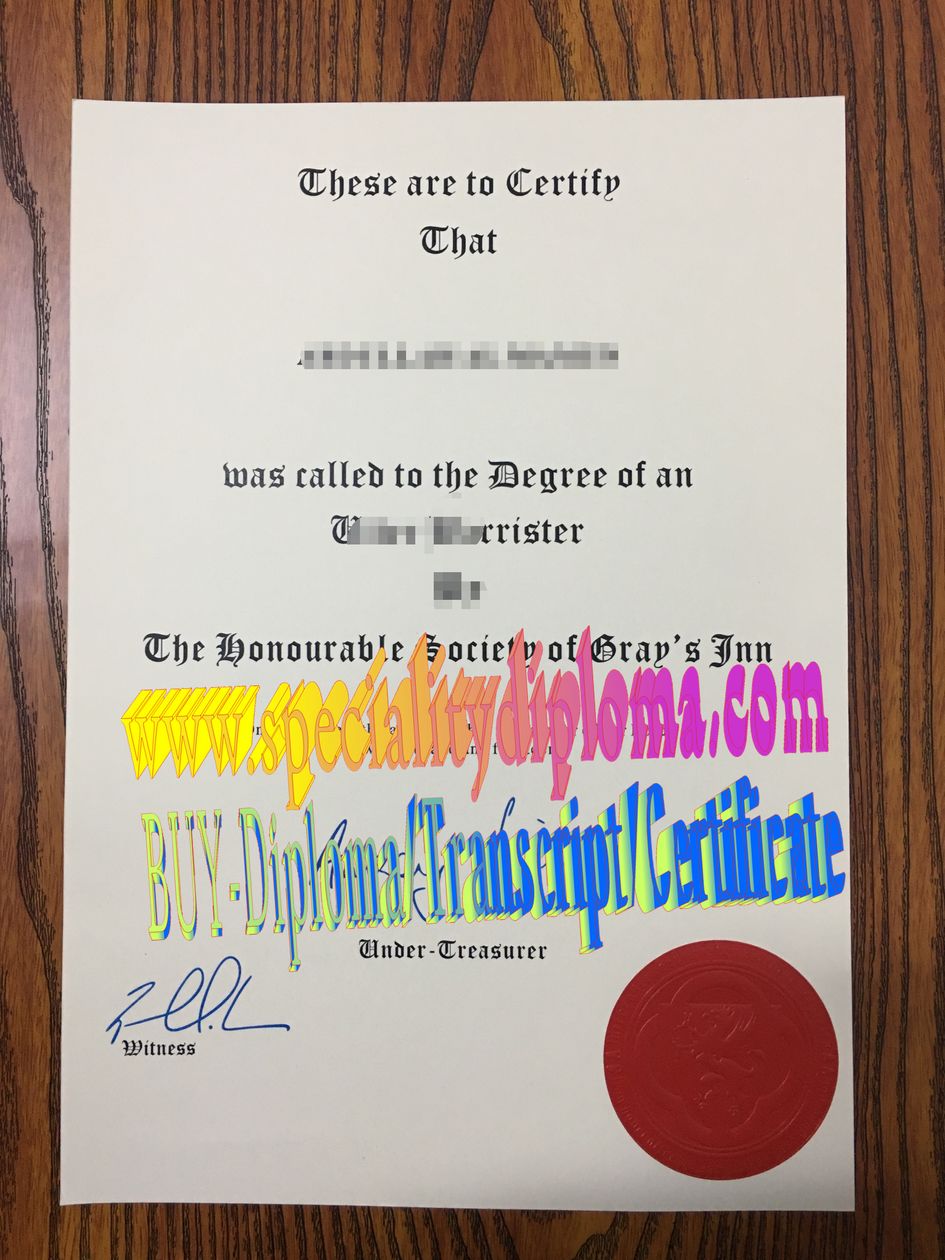 These are to Certify
That
was called to the Degree of an
rrister
The Honourable Society of Gray's Inn
www.specialitydiploma.com
BUY-Diploma/Transcript/Certificate
Under-Treasurer
Witness